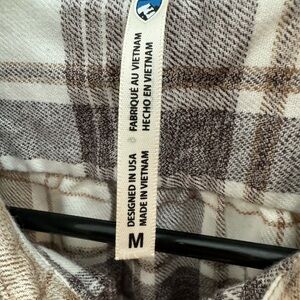 FABRIQUÉ AU VIETNAM
HECHO EN VIETNAM
M
DESIGNED IN USA
MADE IN VIETNAM